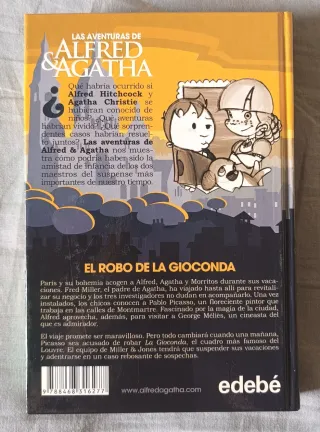 LAS AVENTURAS DE
ALFRED
&AGATHA
¿Qué habría ocurrido si
Alfred Hitchcock y
Agatha Christie se
hubieran conocido de
niños? ¿Qué aventuras
habrían vivido? ¿Qué sorpren-
dentes casos habrían resuel-
to juntos? Las aventuras
de Alfred & Agatha nos mues-
tra cómo podría haber sido la
amistad de infancia de los dos
maestros del suspense más
importantes de nuestro tiempo.
EL ROBO DE LA GIOCONDA
París y su bohemia acogen a Alfred, Agatha y Morritos durante sus vaca-
ciones. Fred Miller, el padre de Agatha, ha viajado hasta allí para revitali-
zar su negocio y los tres investigadores no dudan en acompañarlo. Una vez
instalados, los chicos conocen a Pablo Picasso, un floreciente pintor que
trabaja en las calles de Montmartre. Fascinado por la magia de la ciudad,
Alfred aprovecha, además, para visitar a George Méliès, un cineasta del que
es admirador.
El viaje promete ser maravilloso. Pero todo cambiará cuando una mañana,
Picasso sea acusado de robar La Gioconda, el cuadro más famoso del
Louvre. El equipo de Miller & Jones tendrá que suspender sus vacaciones
y adentrarse en un caso rebosante de sospechas.
9 788468 316277
www.alfredagatha.com
edebé